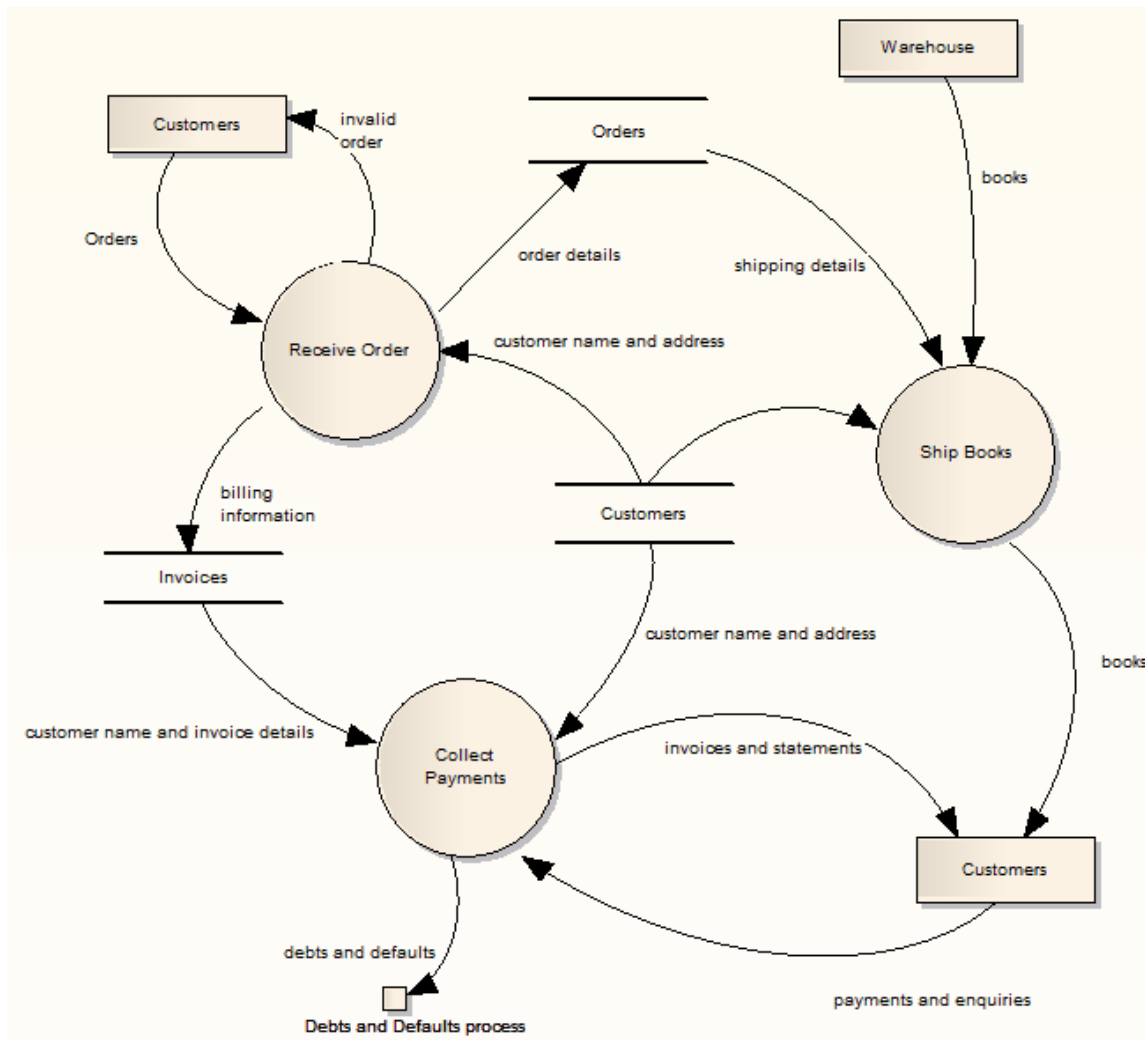 Warehouse
Customers
invalid
order
Orders
books
Orders
order details
shipping details
customer name and address
Receive Order
Ship Books
billing
information
Customers
Invoices
customer name and address
books
customer name and invoice details
invoices and statements
Collect
Payments
Customers
debts and defaults
payments and enquiries
Debts and Defaults process